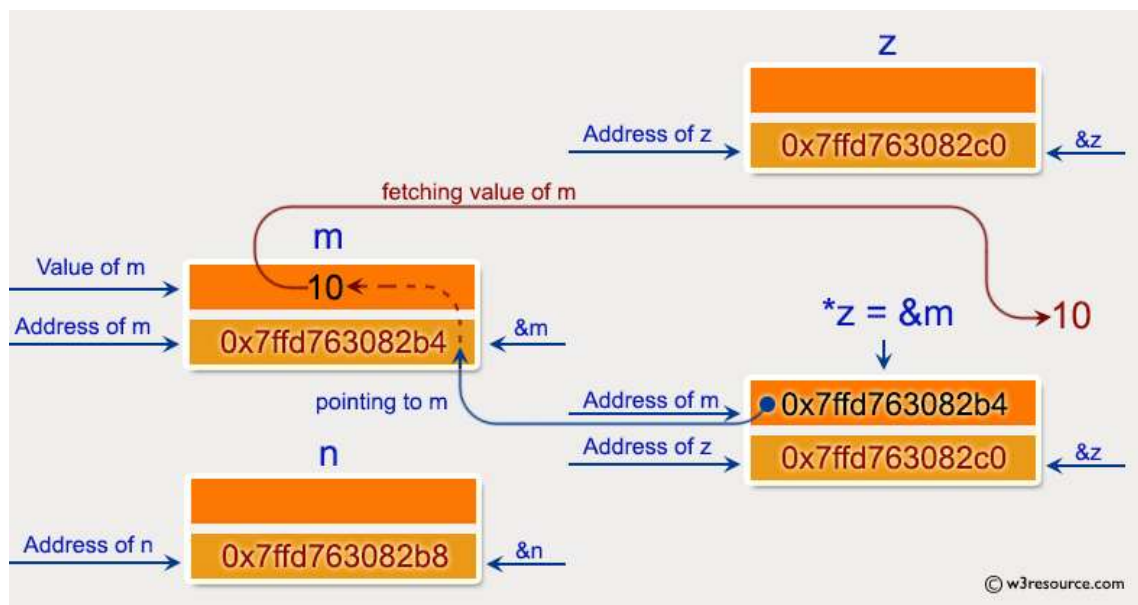 z
Address of z
0x7ffd763082c0
&z
fetching value of m
m
Value of m
10
*z = &m
10
Address of m
0x7ffd763082b4
&m
pointing to m
Address of m
0x7ffd763082b4
Address of z
0x7ffd763082c0
&z
n
Address of n
0x7ffd763082b8
&n
© w3resource.com